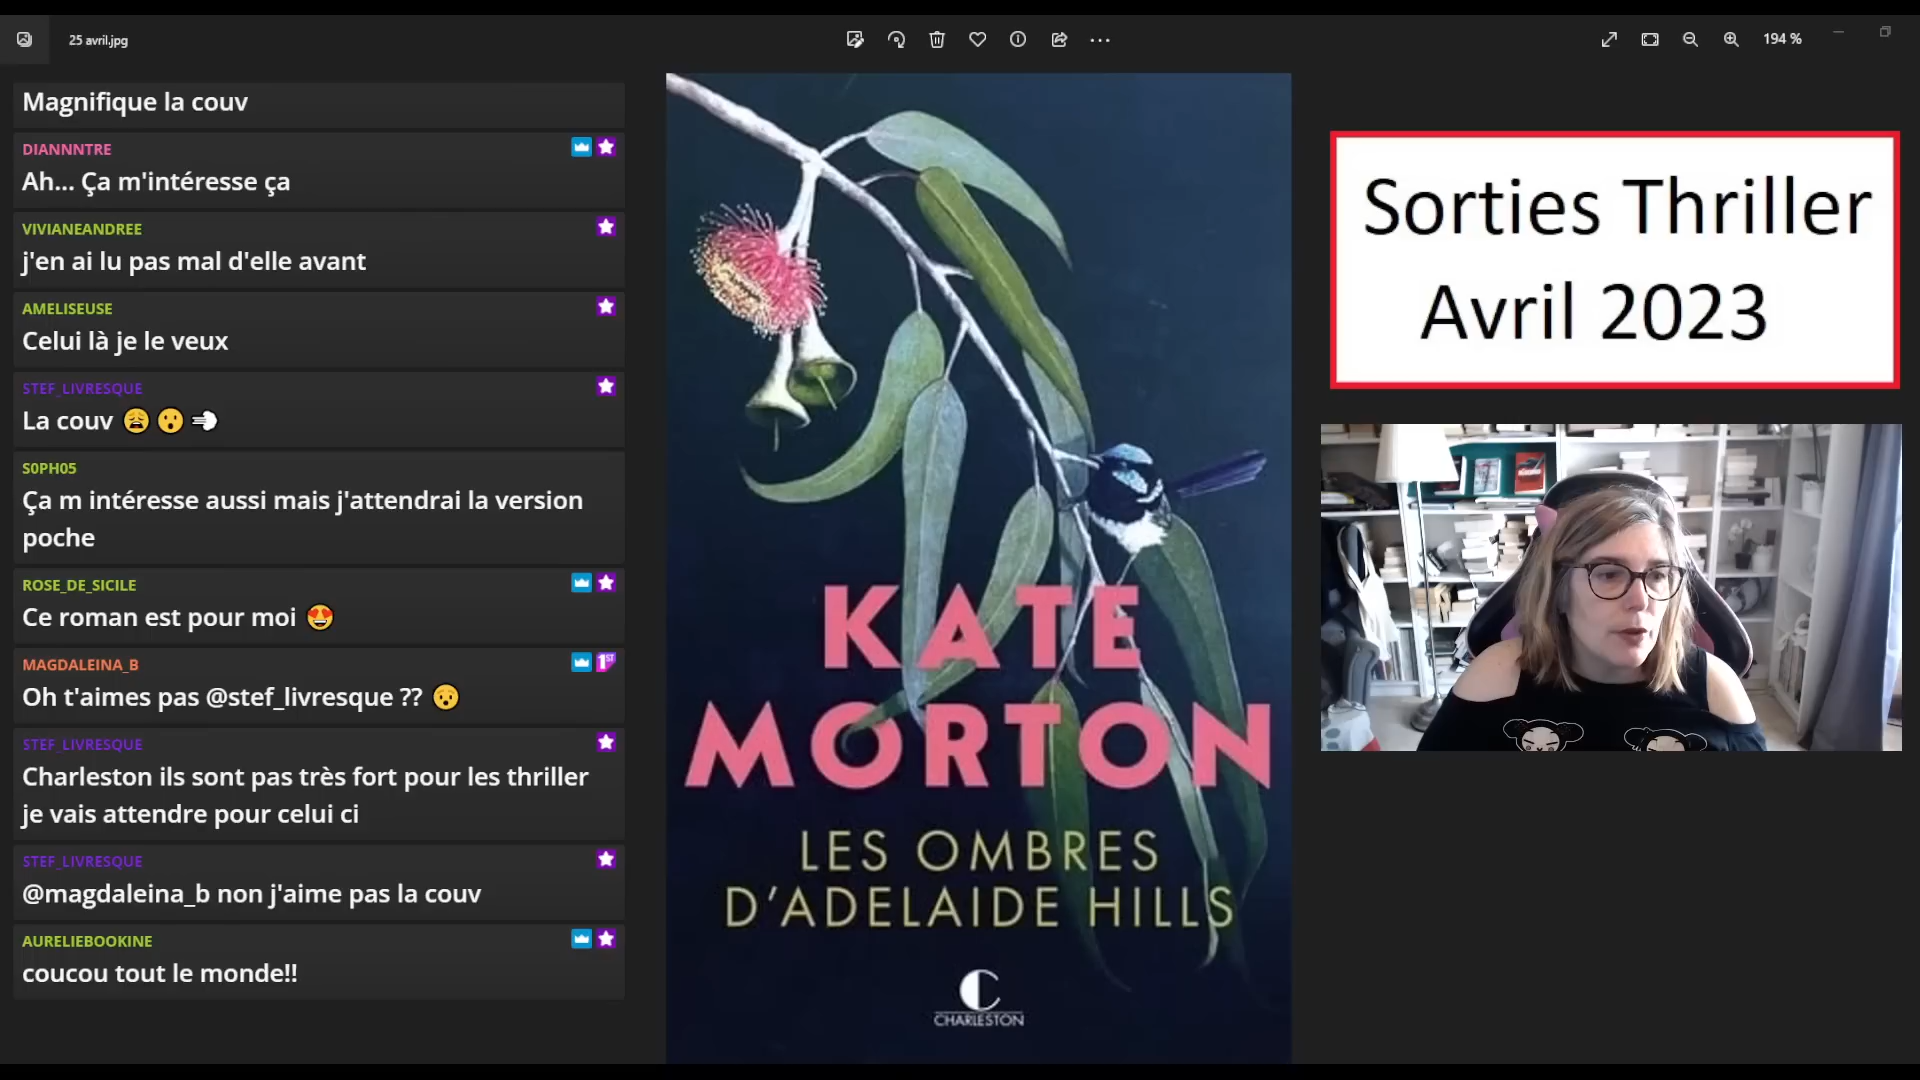 25 avril.jpg
194 %
Magnifique la couv
DIANNNTRE
Ah... Ça m'intéresse ça
VIVIANEANDREE
j'en ai lu pas mal d'elle avant
AMELISEUSE
Celui là je le veux
STEF_LIVRESQUE
La couv 😩 😮 💨
S0PH05
Ça m intéresse aussi mais j'attendrai la version
poche
ROSE_DE_SICILE
Ce roman est pour moi 😍
MAGDALEINA_B
1ST
Oh t'aimes pas @stef_livresque ?? 😯
STEF_LIVRESQUE
Charleston ils sont pas très fort pour les thriller
je vais attendre pour celui ci
STEF_LIVRESQUE
@magdaleina_b non j'aime pas la couv
AURELIEBOOKINE
coucou tout le monde!!
KATE
MORTON
LES OMBRES
D'ADELAIDE HILLS
C
CHARLESTON
Sorties Thriller
Avril 2023